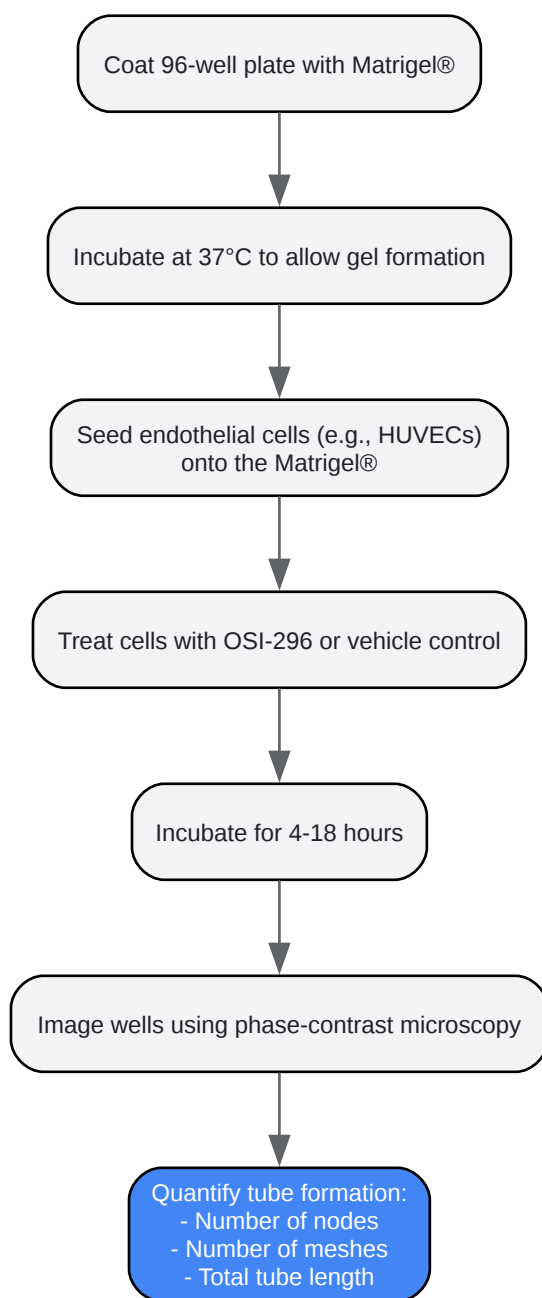 Coat 96-well plate with Matrigel®
Incubate at 37°C to allow gel formation
Seed endothelial cells (e.g., HUVECs)
onto the Matrigel®
Treat cells with OSI-296 or vehicle control
Incubate for 4-18 hours
Image wells using phase-contrast microscopy
Quantify tube formation:
- Number of nodes
- Number of meshes
- Total tube length